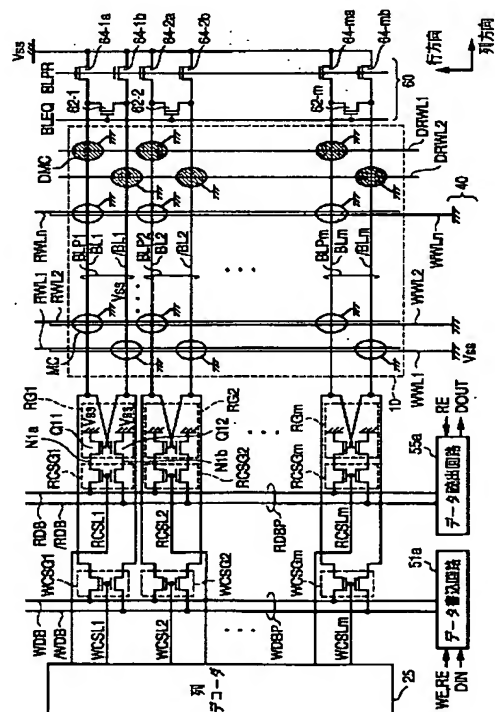 Vss
BLPR
BLEQ
64-1a
64-1b
64-2a
64-2b
64-ma
64-mb
62-1
62-2
62-m
60
行方向
列方向
DMC
DRWL1
DRWL2
RWLn
RWL1
RWL2
MC
BLP1
BL1
/BL1
BLP2
BL2
/BL2
BLPm
BLm
/BLm
Vss
WWLn
40
WWL2
WWL1
Vss
10
RG1
Q11
N1a
Vss
Vss
Q12
N1b
RG2
RGm
RCSG1
RCSG2
RCSGm
RDB
/RDB
RCSL1
RCSL2
RCSLm
RDBP
WCSG1
WCSG2
WCSGm
WDB
/WDB
WCSL1
WCSL2
WCSLm
WDBP
列
デコーダ
25
データ読出回路
55a
RE
DOUT
データ書込回路
51a
WE,RE
DIN